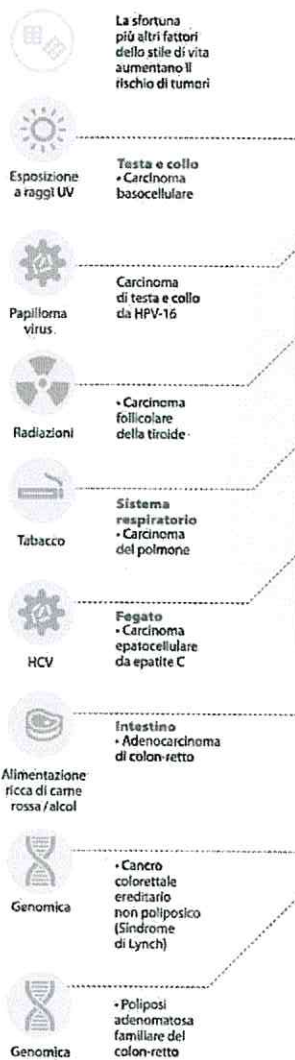 La sfortuna
più altri fattori
dello stile di vita
aumentano il
rischio di tumori
Esposizione
a raggi UV
Testa e collo
• Carcinoma
basocellulare
Papilloma
virus
Carcinoma
di testa e collo
da HPV-16
Radiazioni
• Carcinoma
follicolare
della tiroide
Tabacco
Sistema
respiratorio
• Carcinoma
del polmone
HCV
Fegato
• Carcinoma
epatocellulare
da epatite C
Alimentazione
ricca di carne
rossa/alcol
Intestino
• Adenocarcinoma
di colon-retto
Genomica
• Cancro
colorettale
ereditario
non poliposico
(Sindrome
di Lynch)
Genomica
• Poliposi
adenomatosa
familiare del
colon-retto